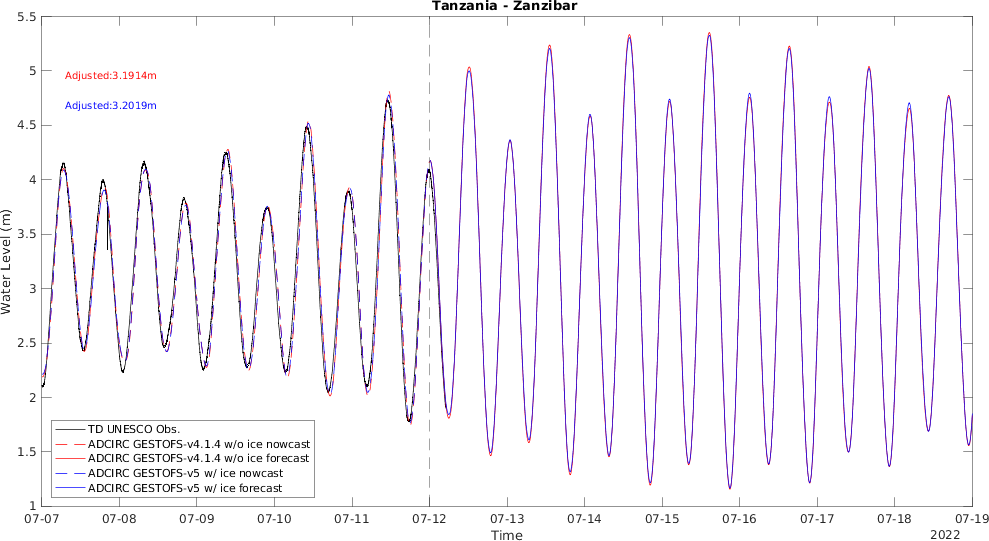 Tanzania - Zanzibar
5.5
5
4.5
4
3.5
3
2.5
2
1.5
1
Water Level (m)
Adjusted:3.1914m
Adjusted:3.2019m
TD UNESCO Obs.
ADCIRC GESTOFS-v4.1.4 w/o ice nowcast
ADCIRC GESTOFS-v4.1.4 w/o ice forecast
ADCIRC GESTOFS-v5 w/ ice nowcast
ADCIRC GESTOFS-v5 w/ ice forecast
07-07 07-08 07-09 07-10 07-11 07-12 07-13 07-14 07-15 07-16 07-17 07-18 07-19
Time
2022